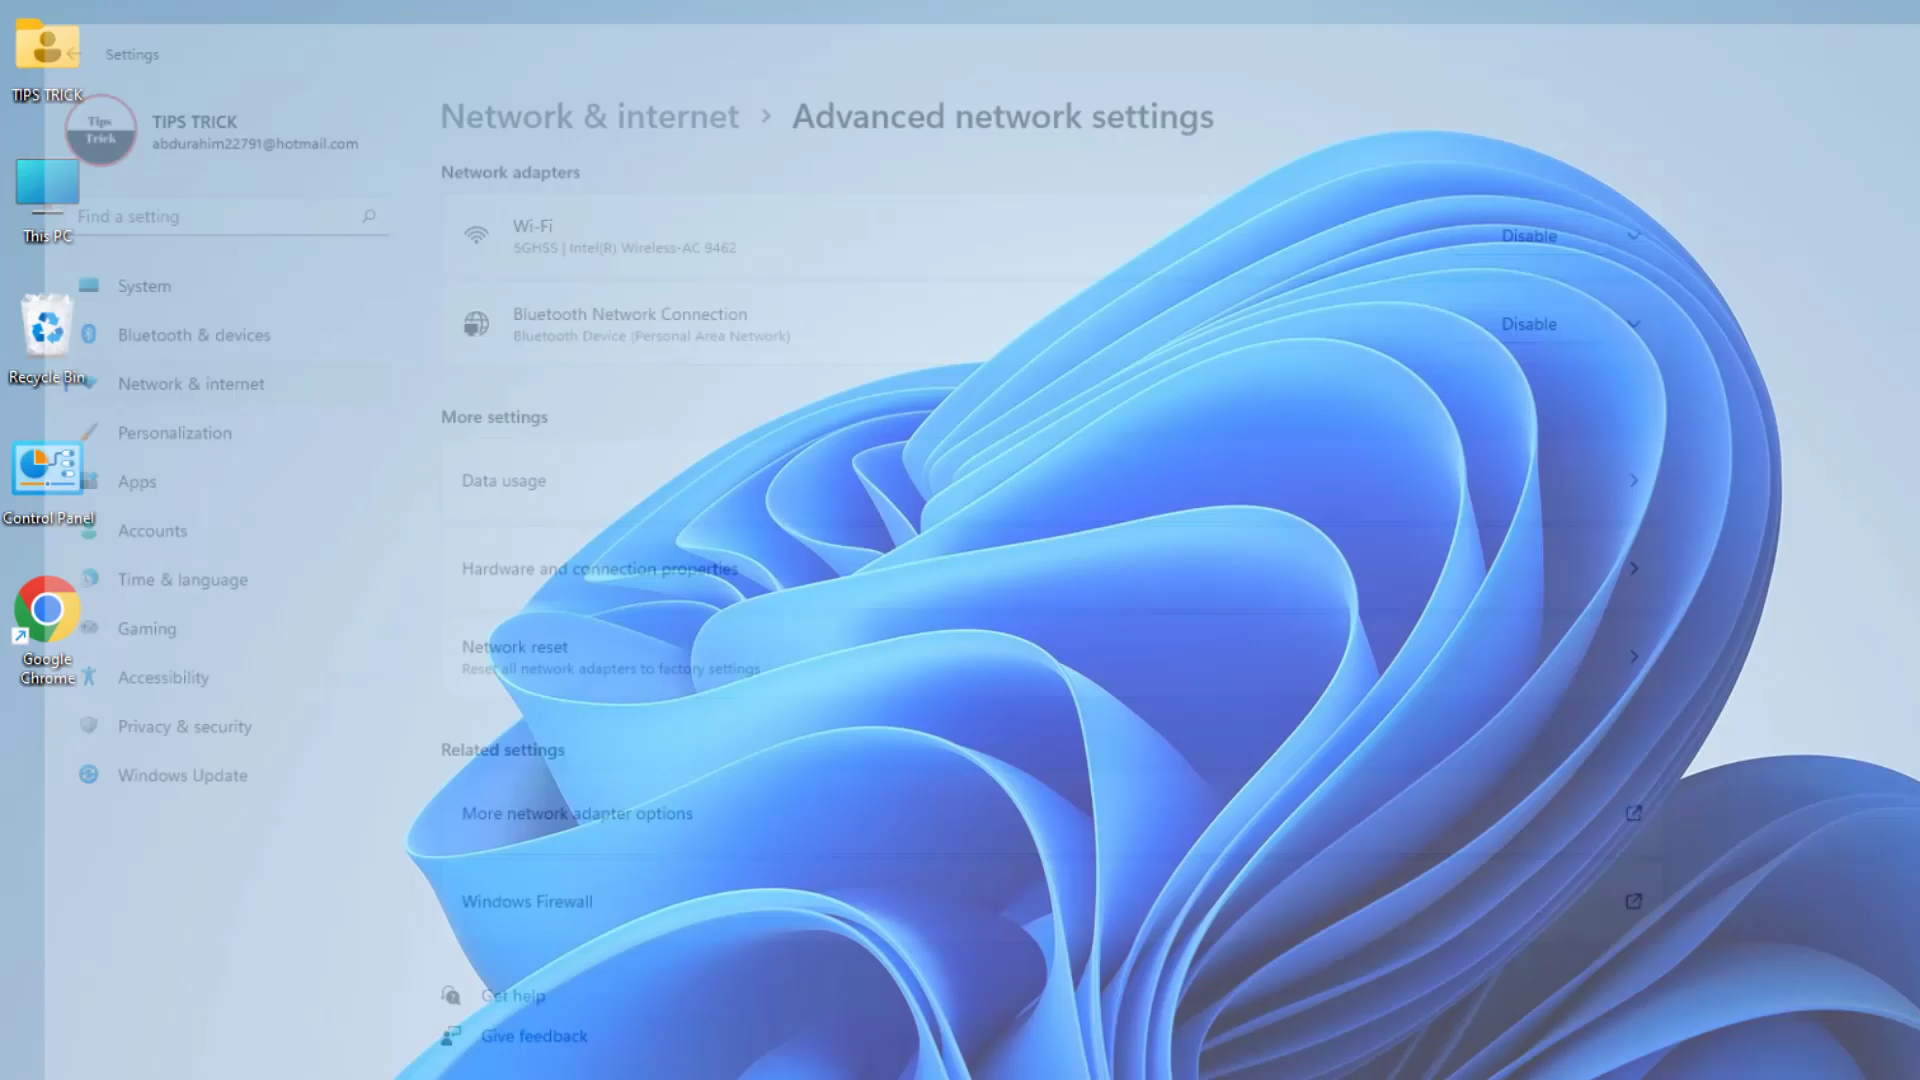 TIPS TRICK
This PC
Recycle Bin
Control Panel
Google
Chrome
Settings
Tips
Trick
TIPS TRICK
abdurahim22791@hotmail.com
Find a setting
System
Bluetooth & devices
Network & internet
Personalization
Apps
Accounts
Time & language
Gaming
Accessibility
Privacy & security
Windows Update
Network & internet › Advanced network settings
Network adapters
Wi-Fi
5GHSS | Intel(R) Wireless-AC 9462
Disable
Bluetooth Network Connection
Bluetooth Device (Personal Area Network)
Disable
More settings
Data usage
Hardware and connection properties
Network reset
Reset all network adapters to factory settings
Related settings
More network adapter options
Windows Firewall
Get help
Give feedback